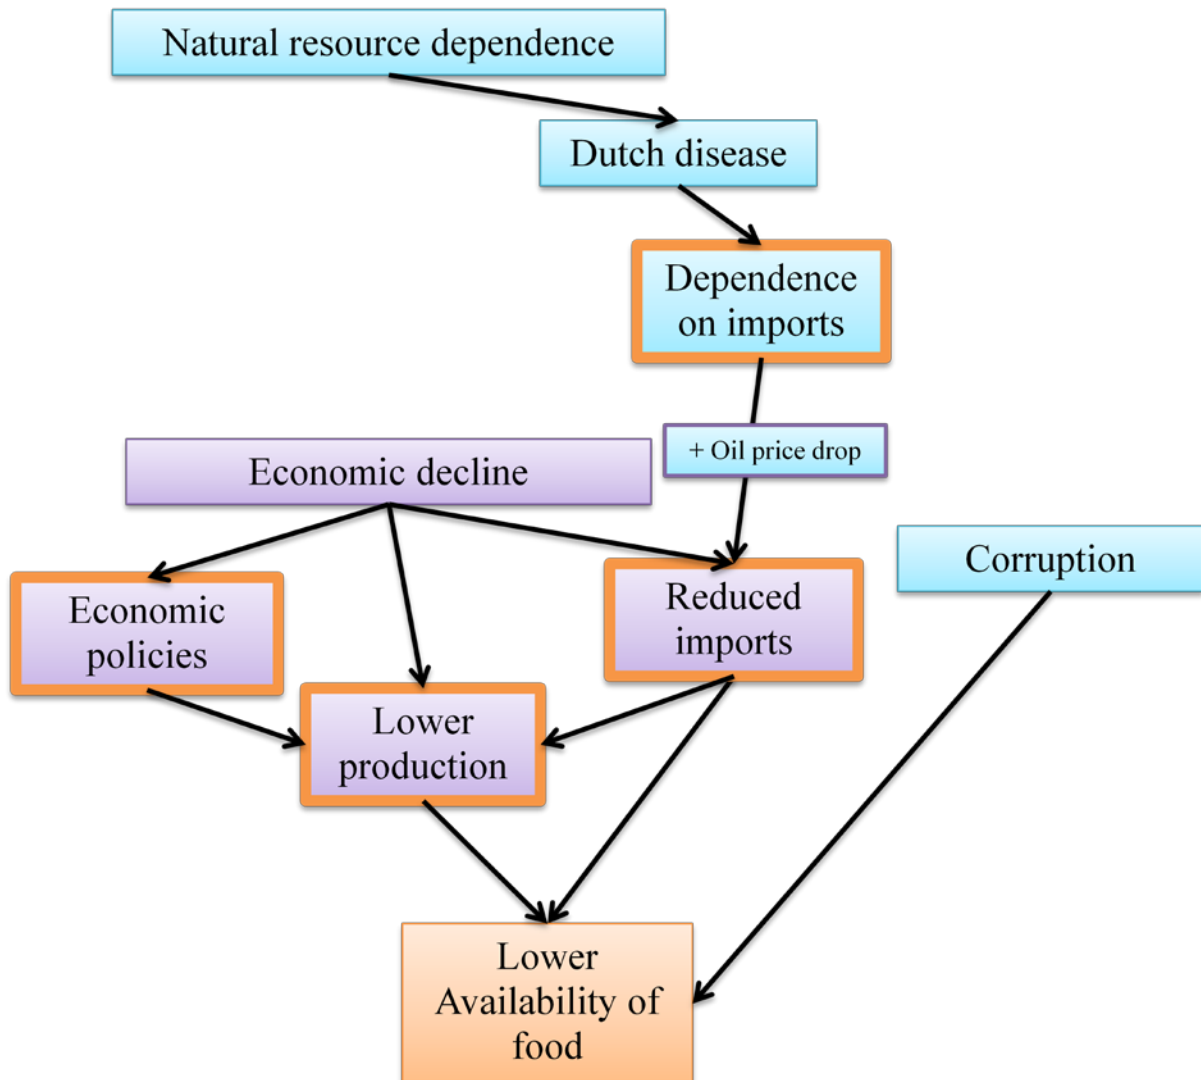 Natural resource dependence
Dutch disease
Dependence
on imports
+ Oil price drop
Economic decline
Corruption
Economic
policies
Reduced
imports
Lower
production
Lower
Availability of
food